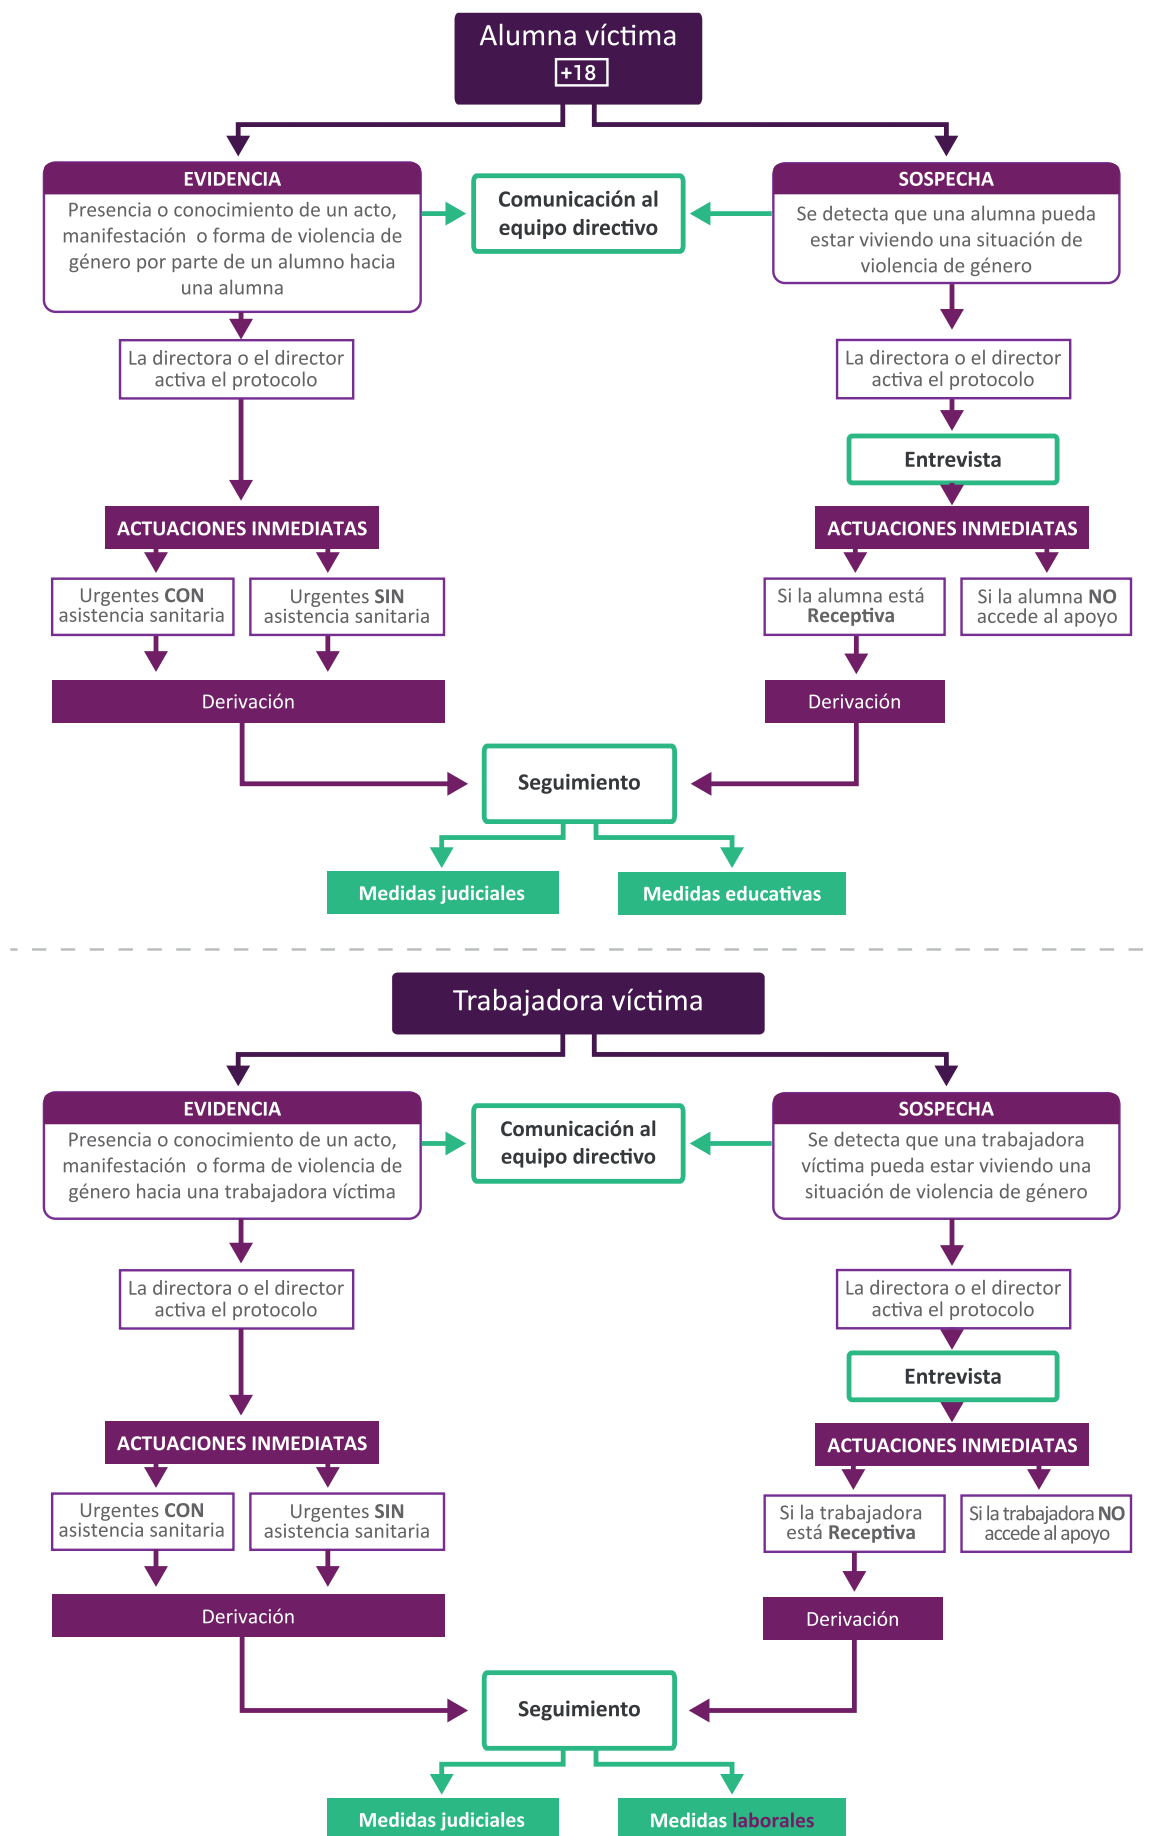 Alumna víctima
+18
EVIDENCIA
Presencia o conocimiento de un acto,
manifestación o forma de violencia de
género por parte de un alumno hacia
una alumna
Comunicación al
equipo directivo
SOSPECHA
Se detecta que una alumna pueda
estar viviendo una situación de
violencia de género
La directora o el director
activa el protocolo
La directora o el director
activa el protocolo
Entrevista
ACTUACIONES INMEDIATAS
ACTUACIONES INMEDIATAS
Urgentes CON
asistencia sanitaria
Urgentes SIN
asistencia sanitaria
Si la alumna está
Receptiva
Si la alumna NO
accede al apoyo
Derivación
Derivación
Seguimiento
Medidas judiciales
Medidas educativas
Trabajadora víctima
EVIDENCIA
Presencia o conocimiento de un acto,
manifestación o forma de violencia de
género hacia una trabajadora víctima
Comunicación al
equipo directivo
SOSPECHA
Se detecta que una trabajadora
víctima pueda estar viviendo una
situación de violencia de género
La directora o el director
activa el protocolo
La directora o el director
activa el protocolo
Entrevista
ACTUACIONES INMEDIATAS
ACTUACIONES INMEDIATAS
Urgentes CON
asistencia sanitaria
Urgentes SIN
asistencia sanitaria
Si la trabajadora
está Receptiva
Si la trabajadora NO
accede al apoyo
Derivación
Derivación
Seguimiento
Medidas judiciales
Medidas laborales